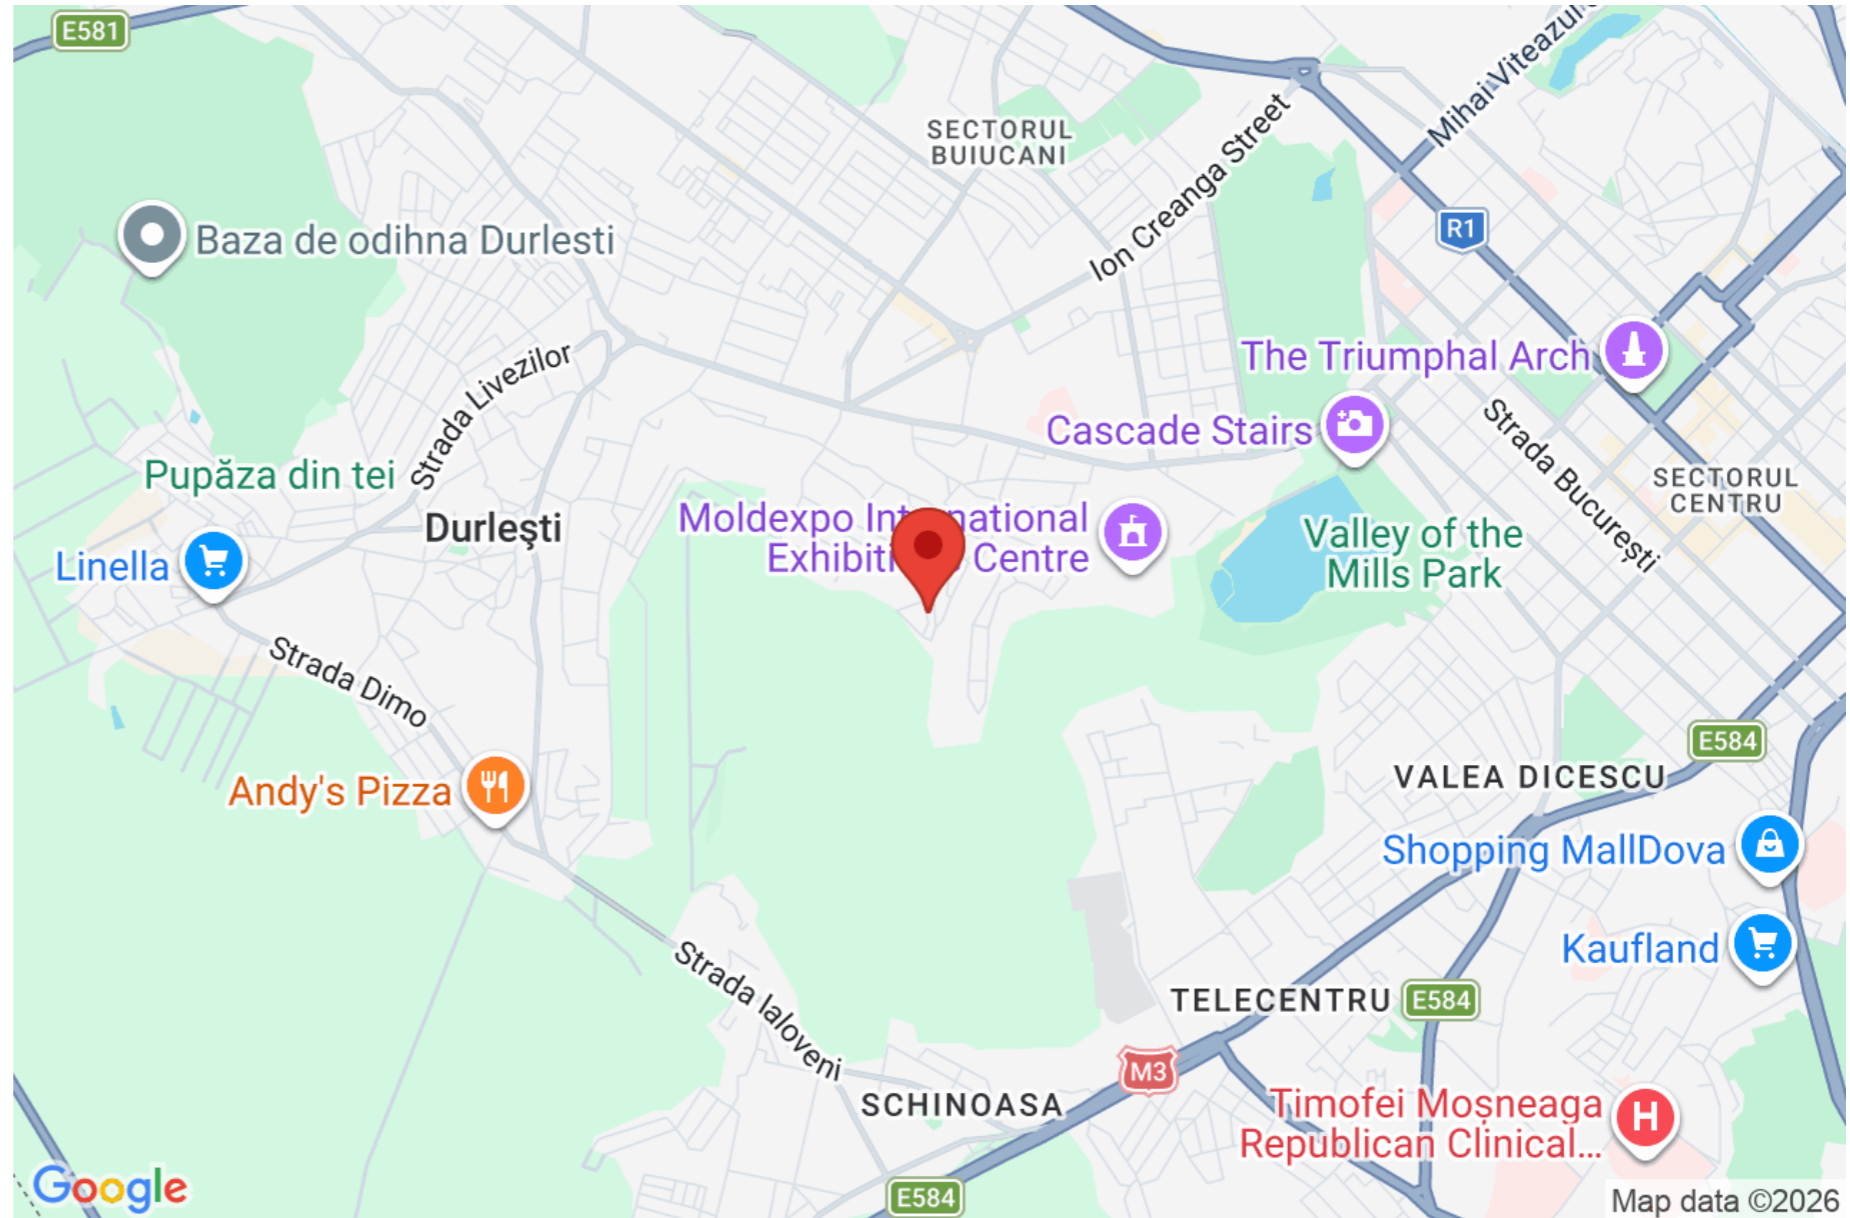 E581
Mihai Viteazul
SECTORUL
BUIUCANI
Ion Creanga Street
R1
Baza de odihna Durlesti
The Triumphal Arch
Strada Livezilor
Cascade Stairs
Strada București
Pupăza din tei
SECTORUL
CENTRU
Durleşti
Moldexpo International
Exhibitions Centre
Valley of the
Mills Park
Linella
Strada Dimo
E584
VALEA DICESCU
Andy's Pizza
Shopping MallDova
Kaufland
Strada Ialoveni
TELECENTRU
E584
M3
SCHINOASA
Timofei Moșneaga
Republican Clinical...
E584
Google
Map data ©2026